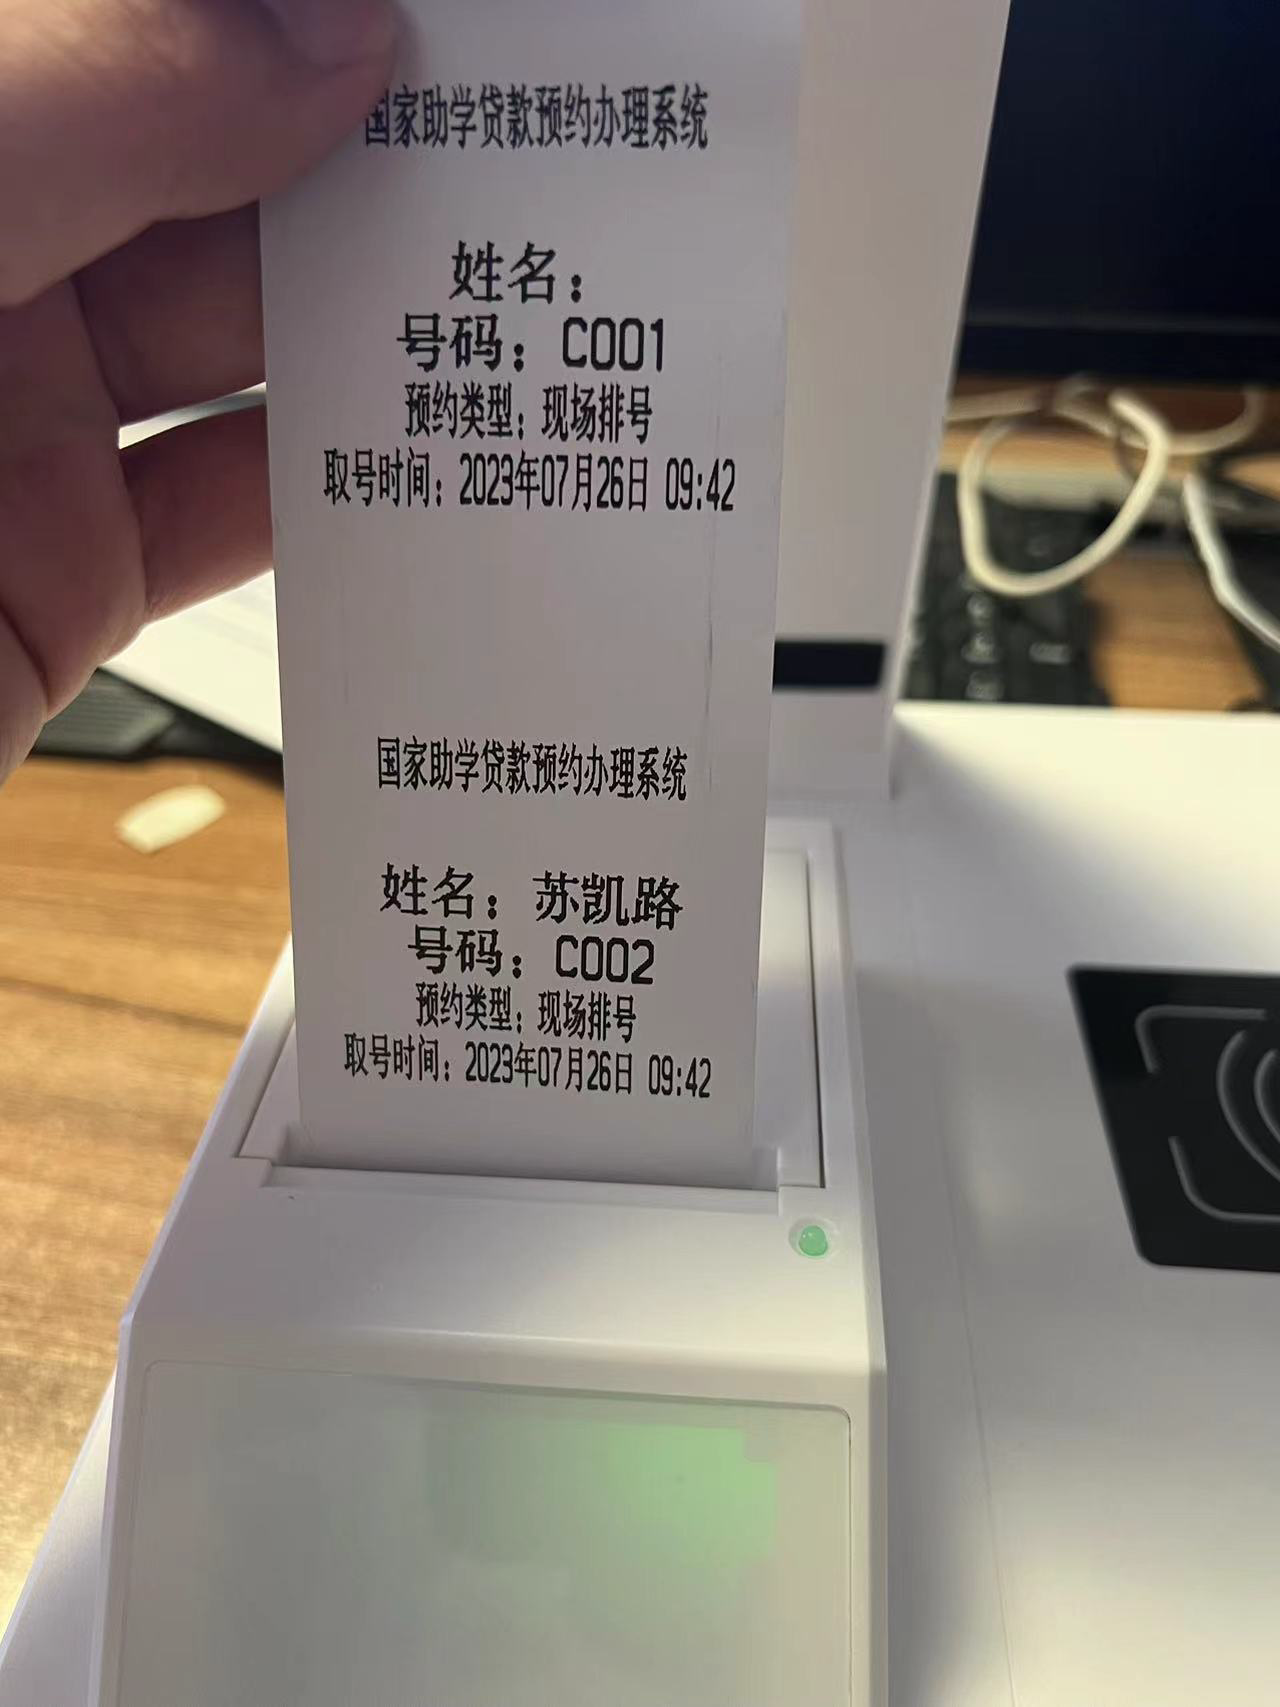 国家助学贷款预约办理系统
姓名：
号码：C001
预约类型：现场排号
取号时间：2023年07月26日 09:42
国家助学贷款预约办理系统
姓名：苏凯路
号码：C002
预约类型：现场排号
取号时间：2023年07月26日 09:42